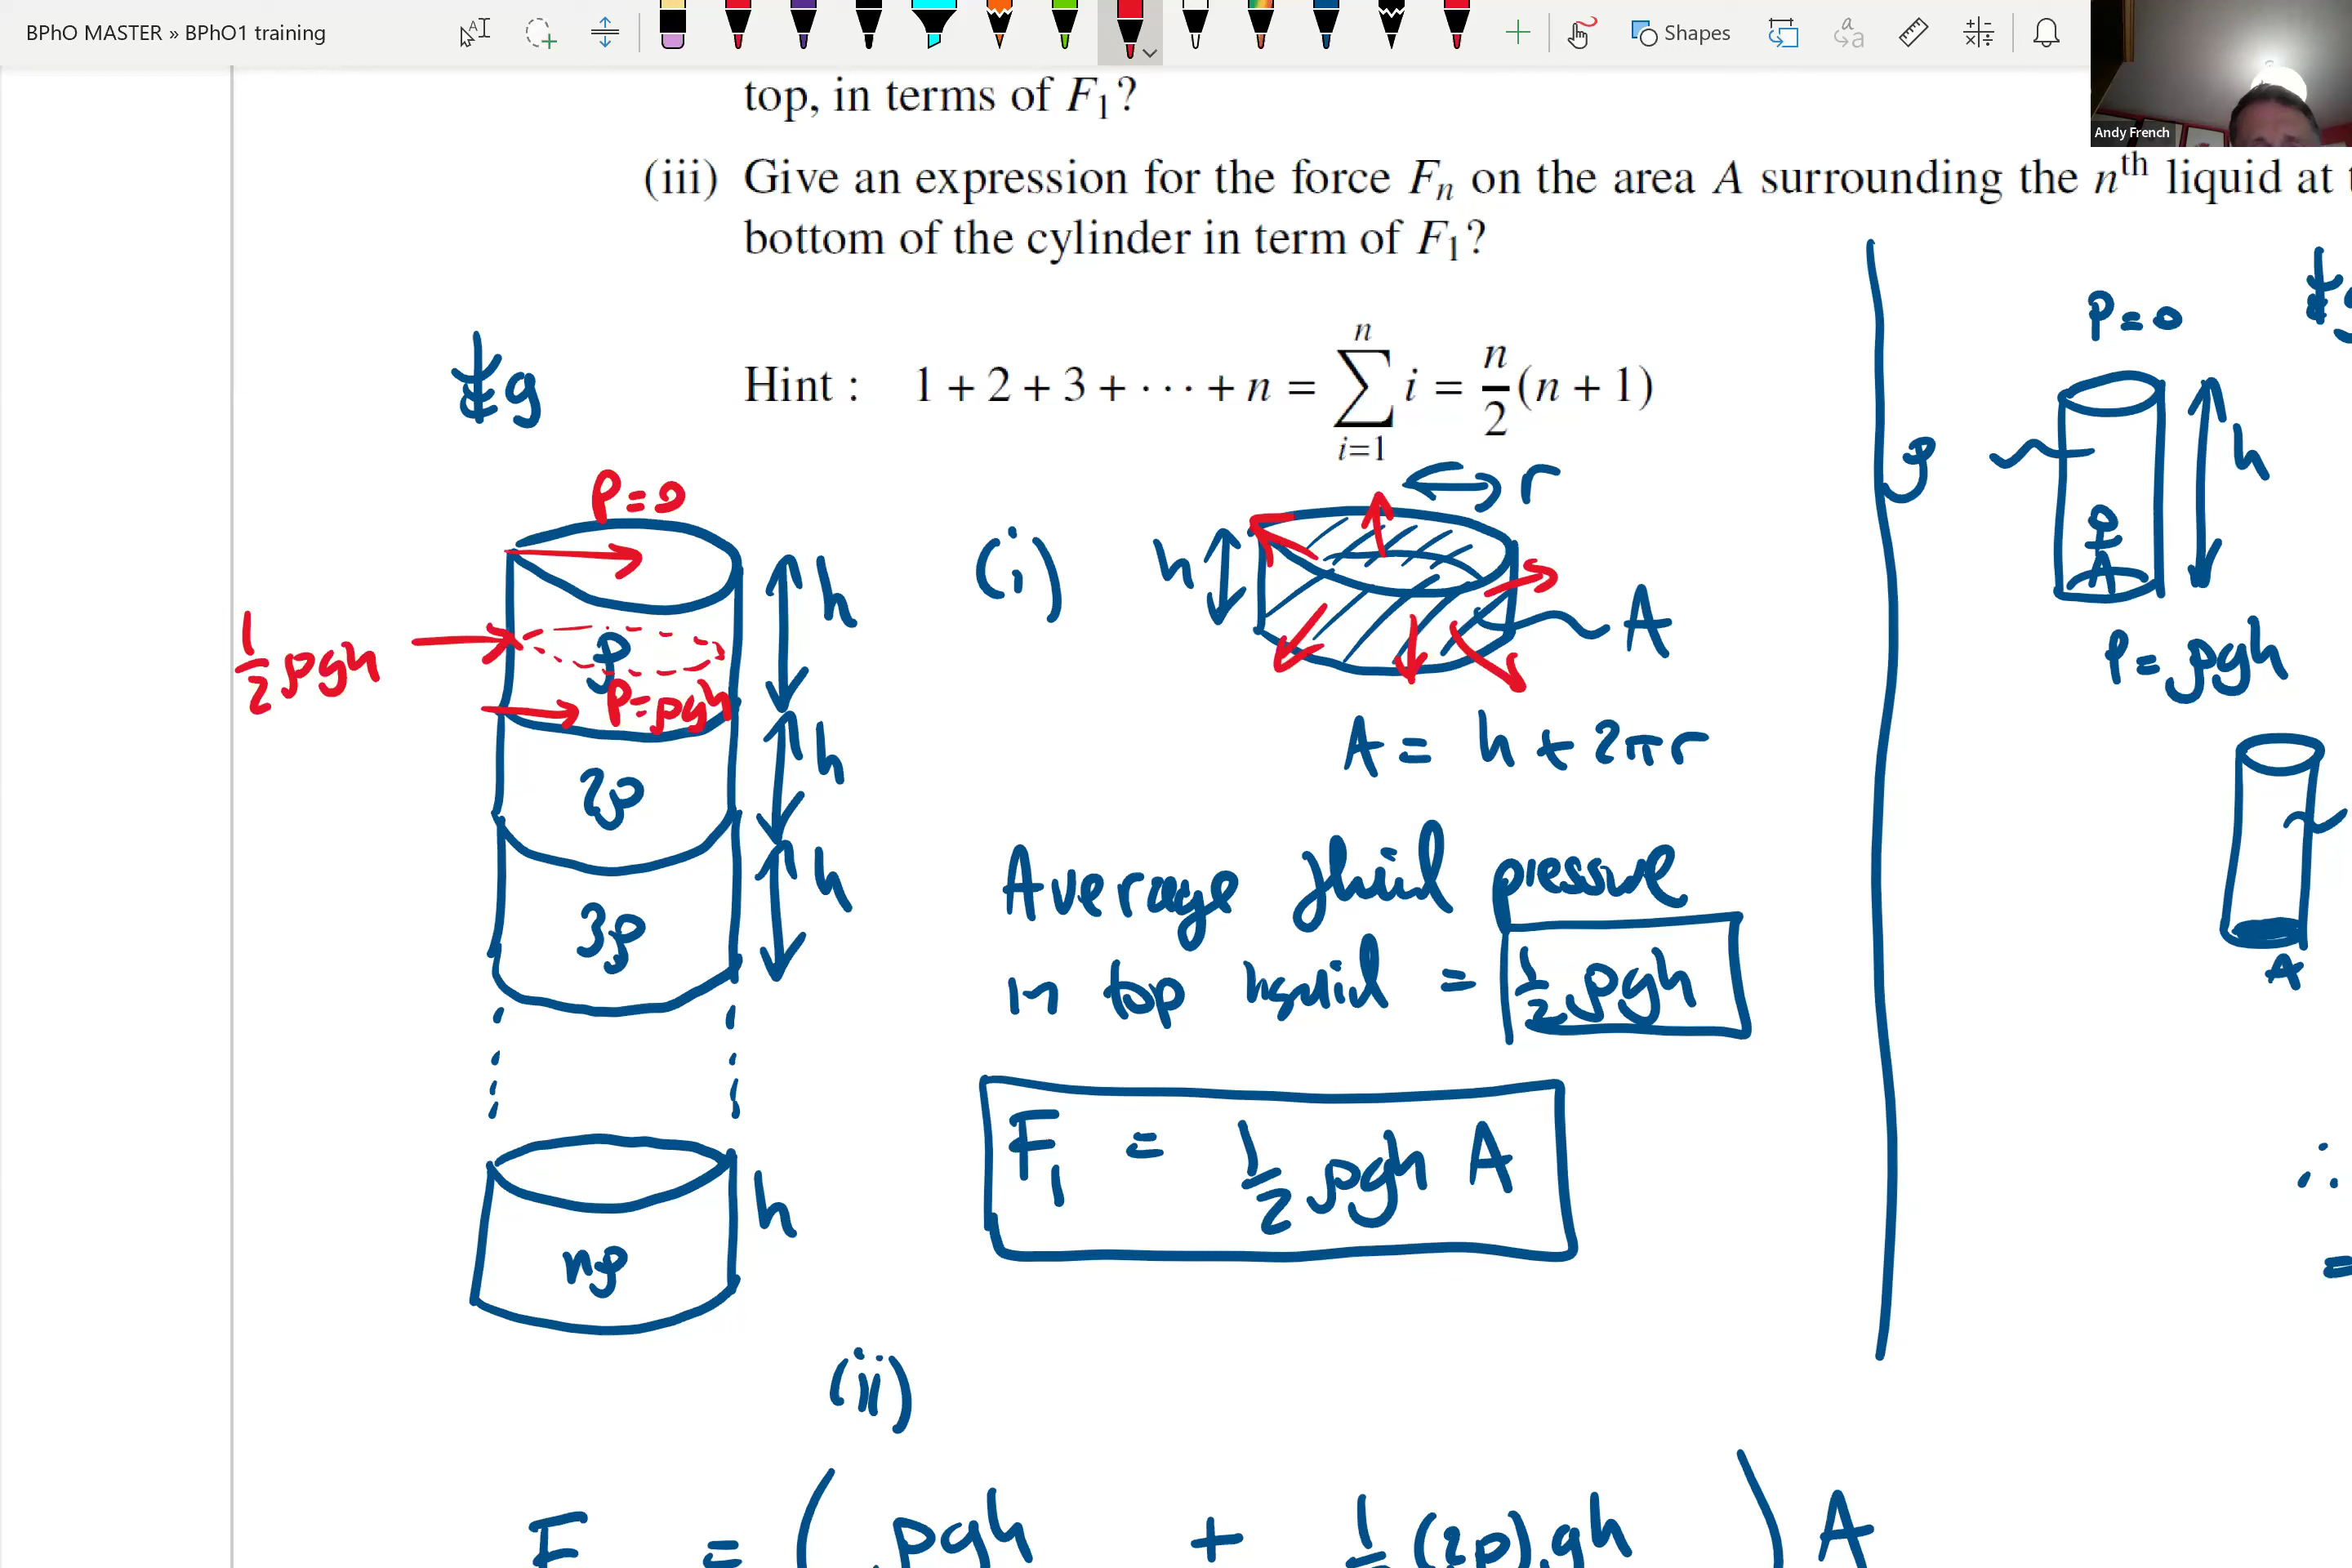 BPhO MASTER » BPhO1 training
Shapes
Andy French
top, in terms of F₁?
(iii) Give an expression for the force Fₙ on the area A surrounding the nᵗʰ liquid at t
bottom of the cylinder in term of F₁?
Hint : 1 + 2 + 3 + ··· + n = ∑ᵢ₌₁ⁿ i = n/2 (n + 1)
g
P=0
h
½ρgh
ρ
P=ρgh
2ρ
h
3ρ
h
nρ
h
(i)
h
r
A
A = h × 2πr
Average fluid pressure
in top liquid = ½ρgh
F₁ = ½ρgh A
(ii)
F = (ρgh + ½(2ρ)gh) A
P=0
g
ρ
h
A
P=ρgh
A
∴
=